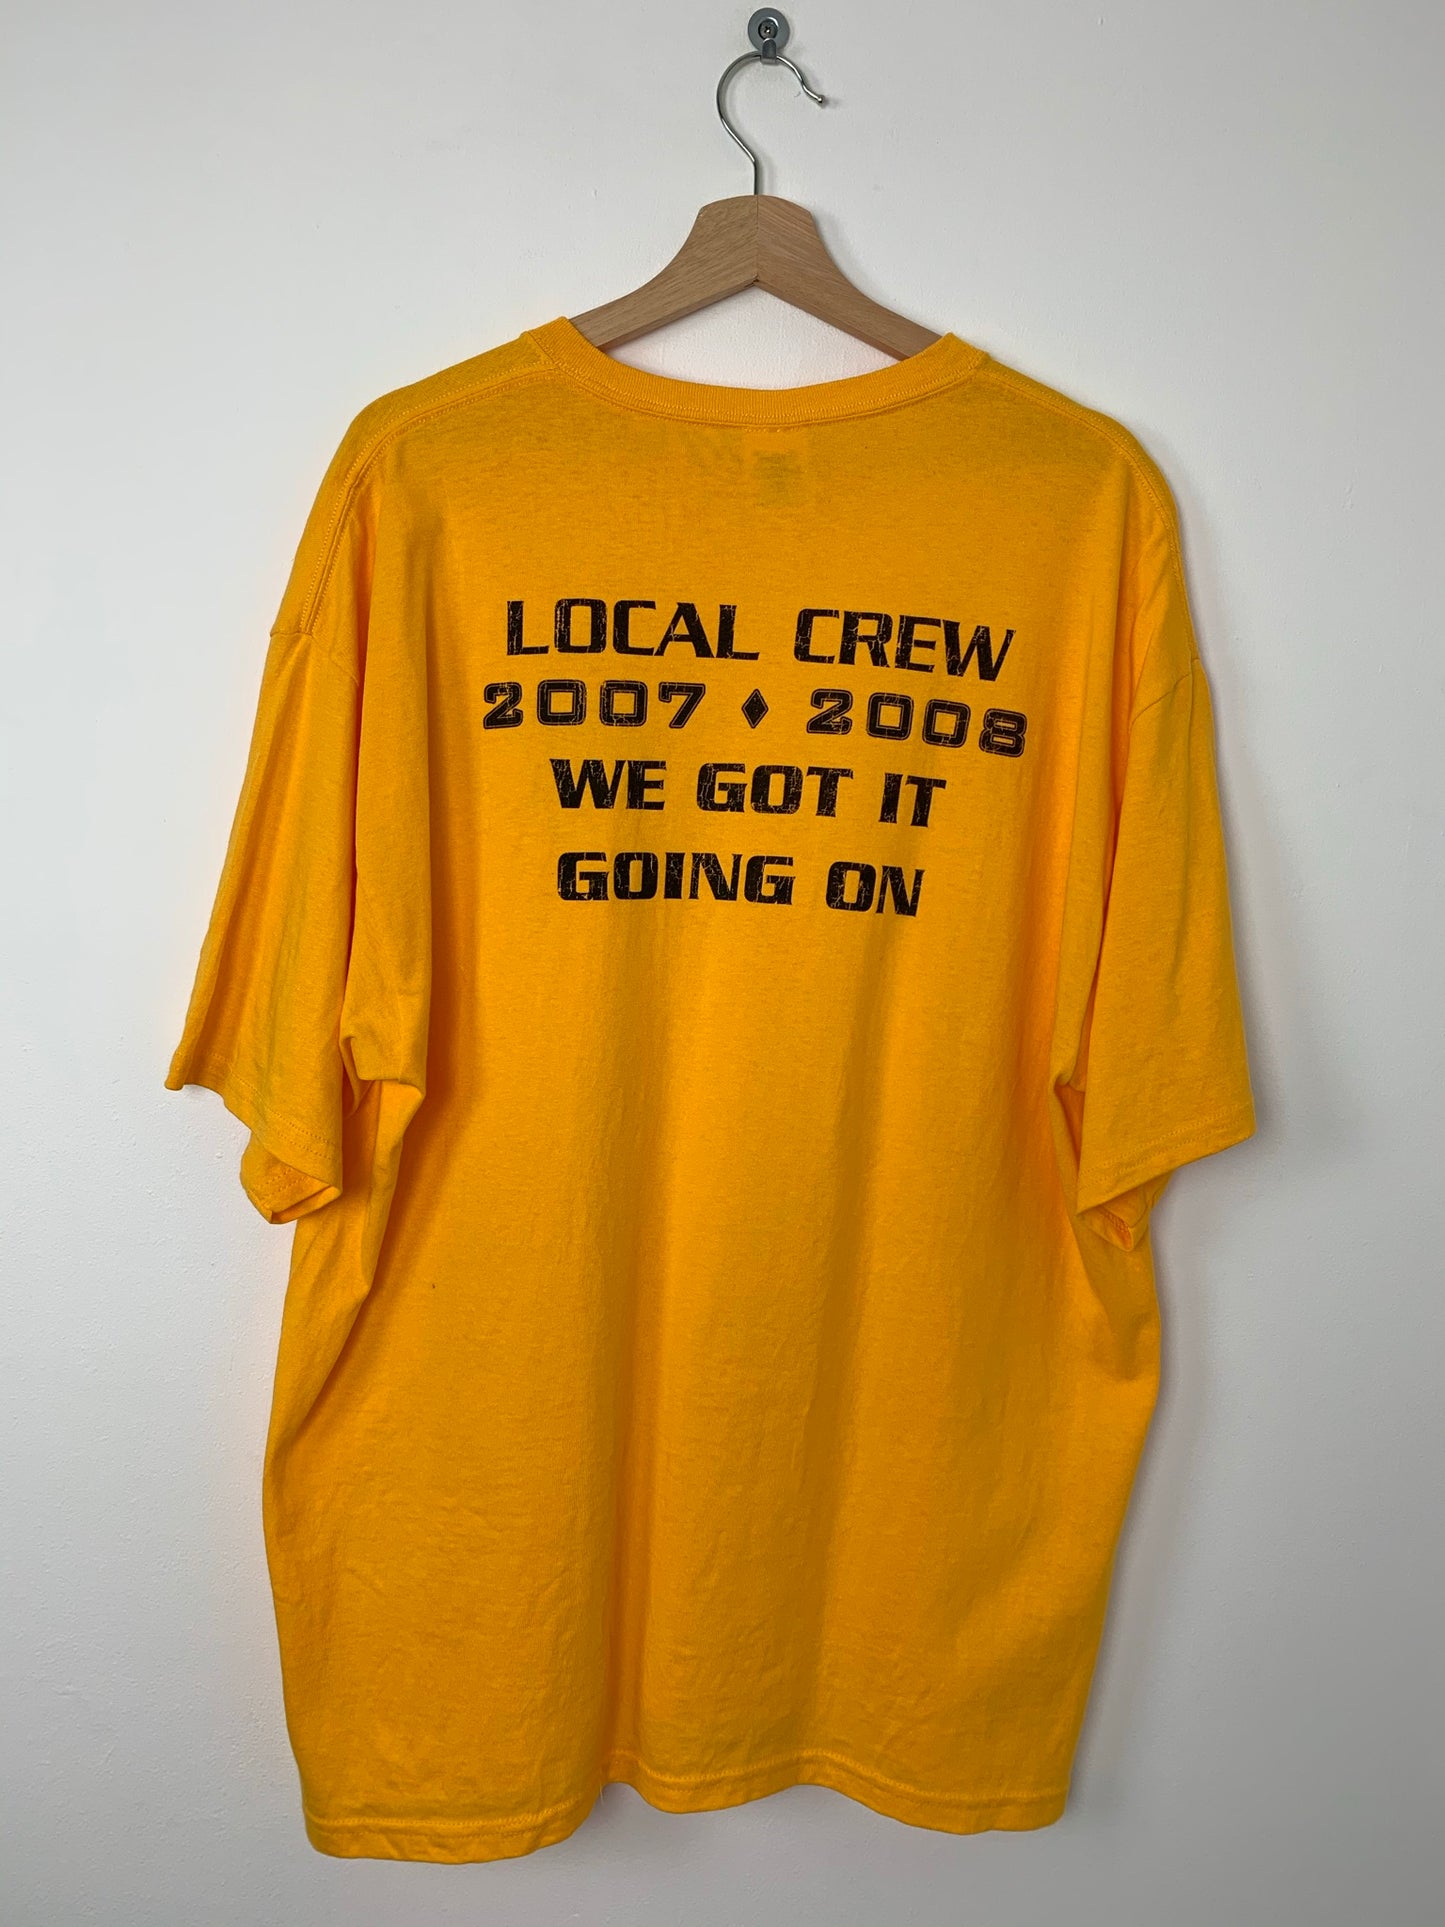 LOCAL CREW
2007 ♦ 2008
WE GOT IT
GOING ON